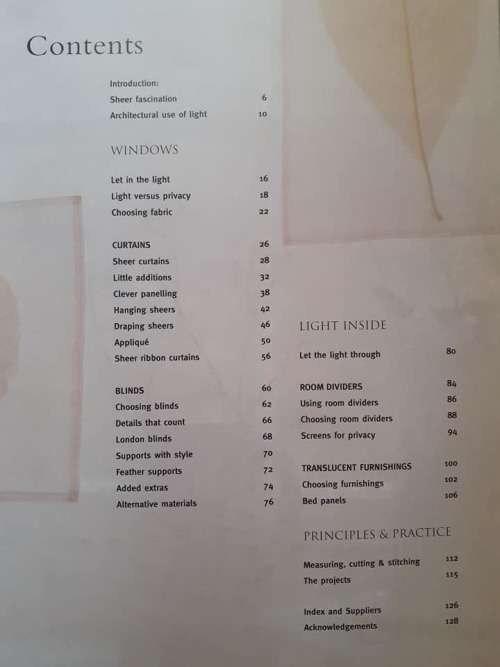 Contents
Introduction:
Sheer fascination 6
Architectural use of light 10
WINDOWS
Let in the light 16
Light versus privacy 18
Choosing fabric 22
CURTAINS 26
Sheer curtains 28
Little additions 32
Clever panelling 38
Hanging sheers 42
Draping sheers 46
Appliqué 50
Sheer ribbon curtains 56
BLINDS 60
Choosing blinds 62
Details that count 66
London blinds 68
Supports with style 70
Feather supports 72
Added extras 74
Alternative materials 76
LIGHT INSIDE
Let the light through 80
ROOM DIVIDERS 84
Using room dividers 86
Choosing room dividers 88
Screens for privacy 94
TRANSLUCENT FURNISHINGS 100
Choosing furnishings 102
Bed panels 106
PRINCIPLES & PRACTICE
Measuring, cutting & stitching 112
The projects 115
Index and Suppliers 126
Acknowledgements 128